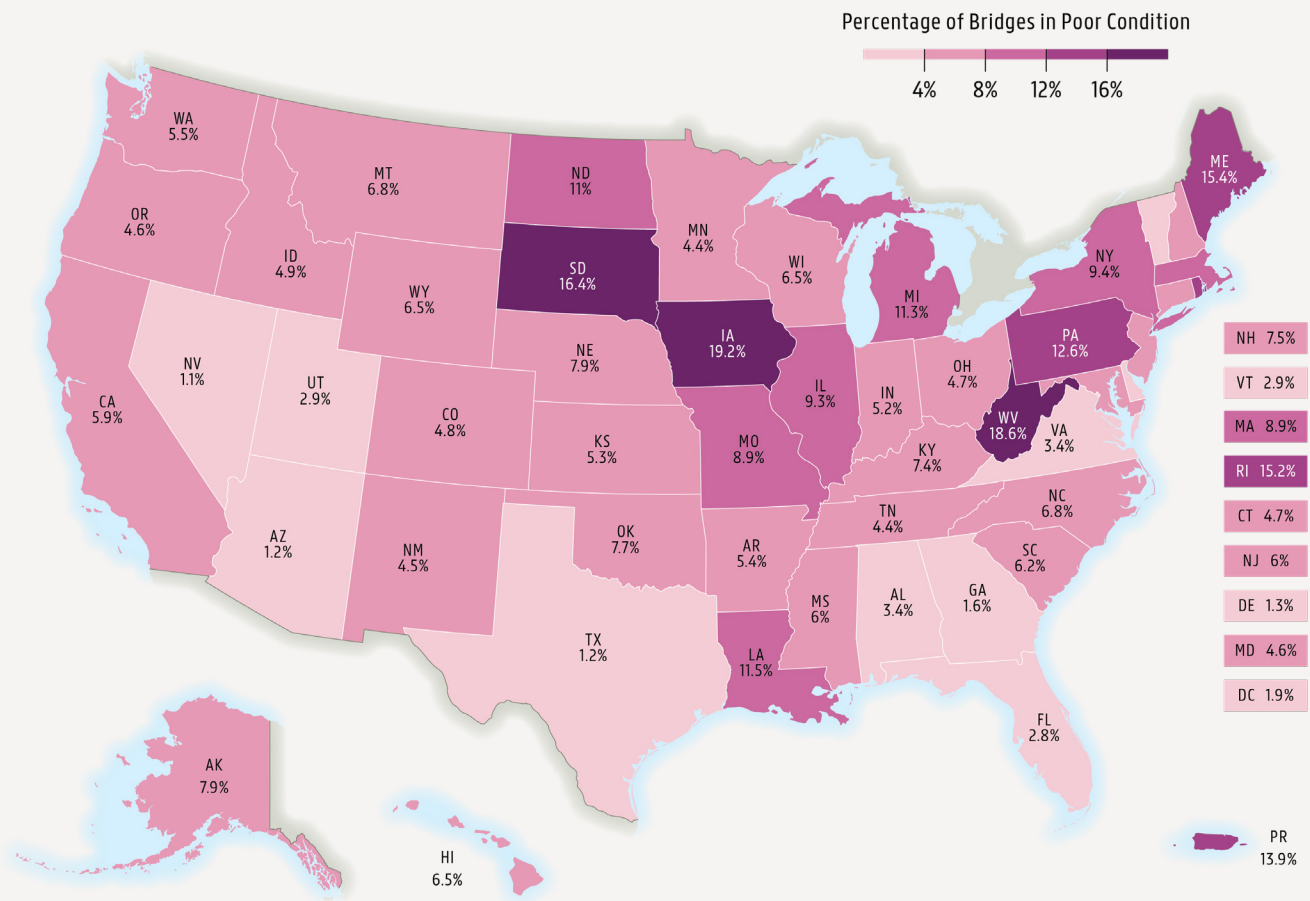 Percentage of Bridges in Poor Condition
4% 8% 12% 16%
WA
5.5%
OR
4.6%
CA
5.9%
NV
1.1%
ID
4.9%
MT
6.8%
WY
6.5%
UT
2.9%
AZ
1.2%
CO
4.8%
NM
4.5%
ND
11%
SD
16.4%
NE
7.9%
KS
5.3%
OK
7.7%
TX
1.2%
MN
4.4%
IA
19.2%
MO
8.9%
AR
5.4%
LA
11.5%
WI
6.5%
IL
9.3%
MS
6%
MI
11.3%
IN
5.2%
OH
4.7%
KY
7.4%
TN
4.4%
AL
3.4%
GA
1.6%
FL
2.8%
SC
6.2%
NC
6.8%
VA
3.4%
WV
18.6%
PA
12.6%
NY
9.4%
ME
15.4%
NH 7.5%
VT 2.9%
MA 8.9%
RI 15.2%
CT 4.7%
NJ 6%
DE 1.3%
MD 4.6%
DC 1.9%
AK
7.9%
HI
6.5%
PR
13.9%